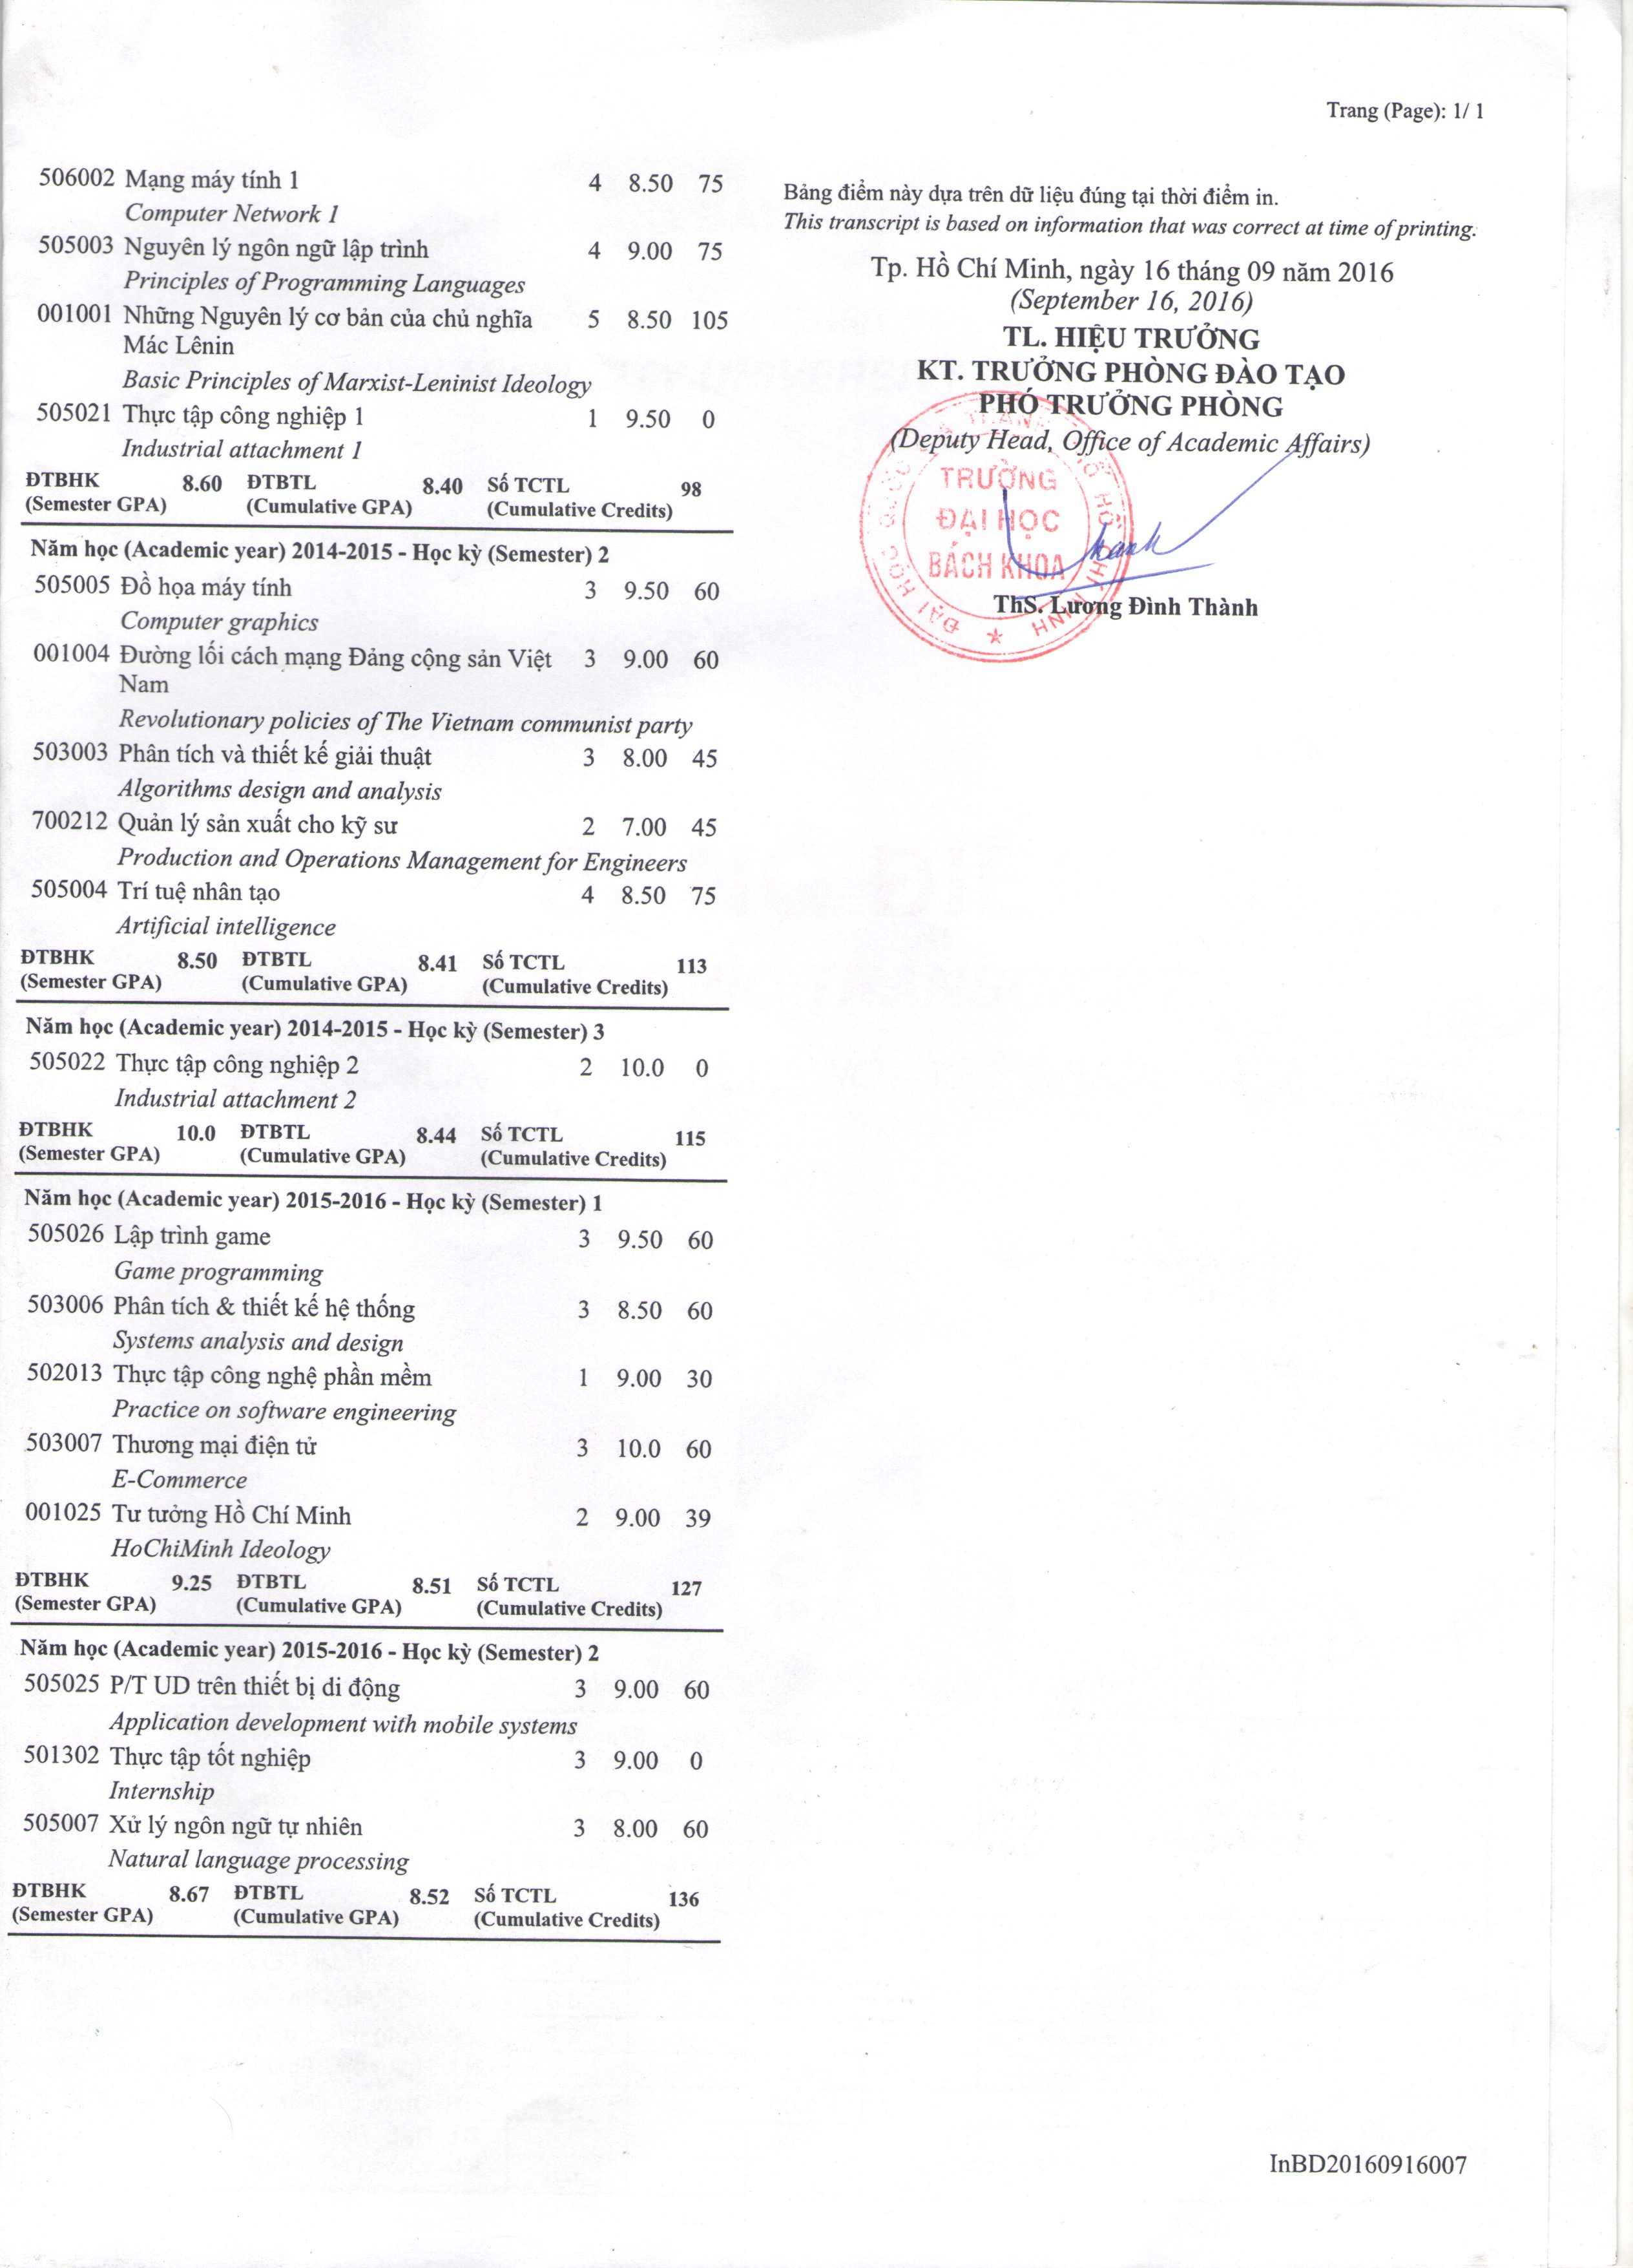 Trang (Page): 1/ 1
506002 Mạng máy tính 1 4 8.50 75
Computer Network 1
505003 Nguyên lý ngôn ngữ lập trình 4 9.00 75
Principles of Programming Languages
001001 Những Nguyên lý cơ bản của chủ nghĩa 5 8.50 105
Mác Lênin
Basic Principles of Marxist-Leninist Ideology
505021 Thực tập công nghiệp 1 1 9.50 0
Industrial attachment 1
ĐTBHK 8.60 ĐTBTL 8.40 Số TCTL 98
(Semester GPA) (Cumulative GPA) (Cumulative Credits)
Năm học (Academic year) 2014-2015 - Học kỳ (Semester) 2
505005 Đồ họa máy tính 3 9.50 60
Computer graphics
001004 Đường lối cách mạng Đảng cộng sản Việt 3 9.00 60
Nam
Revolutionary policies of The Vietnam communist party
503003 Phân tích và thiết kế giải thuật 3 8.00 45
Algorithms design and analysis
700212 Quản lý sản xuất cho kỹ sư 2 7.00 45
Production and Operations Management for Engineers
505004 Trí tuệ nhân tạo 4 8.50 75
Artificial intelligence
ĐTBHK 8.50 ĐTBTL 8.41 Số TCTL 113
(Semester GPA) (Cumulative GPA) (Cumulative Credits)
Năm học (Academic year) 2014-2015 - Học kỳ (Semester) 3
505022 Thực tập công nghiệp 2 2 10.0 0
Industrial attachment 2
ĐTBHK 10.0 ĐTBTL 8.44 Số TCTL 115
(Semester GPA) (Cumulative GPA) (Cumulative Credits)
Năm học (Academic year) 2015-2016 - Học kỳ (Semester) 1
505026 Lập trình game 3 9.50 60
Game programming
503006 Phân tích & thiết kế hệ thống 3 8.50 60
Systems analysis and design
502013 Thực tập công nghệ phần mềm 1 9.00 30
Practice on software engineering
503007 Thương mại điện tử 3 10.0 60
E-Commerce
001025 Tư tưởng Hồ Chí Minh 2 9.00 39
HoChiMinh Ideology
ĐTBHK 9.25 ĐTBTL 8.51 Số TCTL 127
(Semester GPA) (Cumulative GPA) (Cumulative Credits)
Năm học (Academic year) 2015-2016 - Học kỳ (Semester) 2
505025 P/T UD trên thiết bị di động 3 9.00 60
Application development with mobile systems
501302 Thực tập tốt nghiệp 3 9.00 0
Internship
505007 Xử lý ngôn ngữ tự nhiên 3 8.00 60
Natural language processing
ĐTBHK 8.67 ĐTBTL 8.52 Số TCTL 136
(Semester GPA) (Cumulative GPA) (Cumulative Credits)
Bảng điểm này dựa trên dữ liệu đúng tại thời điểm in.
This transcript is based on information that was correct at time of printing.
Tp. Hồ Chí Minh, ngày 16 tháng 09 năm 2016
(September 16, 2016)
TL. HIỆU TRƯỞNG
KT. TRƯỞNG PHÒNG ĐÀO TẠO
PHÓ TRƯỞNG PHÒNG
(Deputy Head, Office of Academic Affairs)
TRƯỜNG
ĐẠI HỌC
BÁCH KHOA
ThS. Lương Đình Thành
InBD20160916007